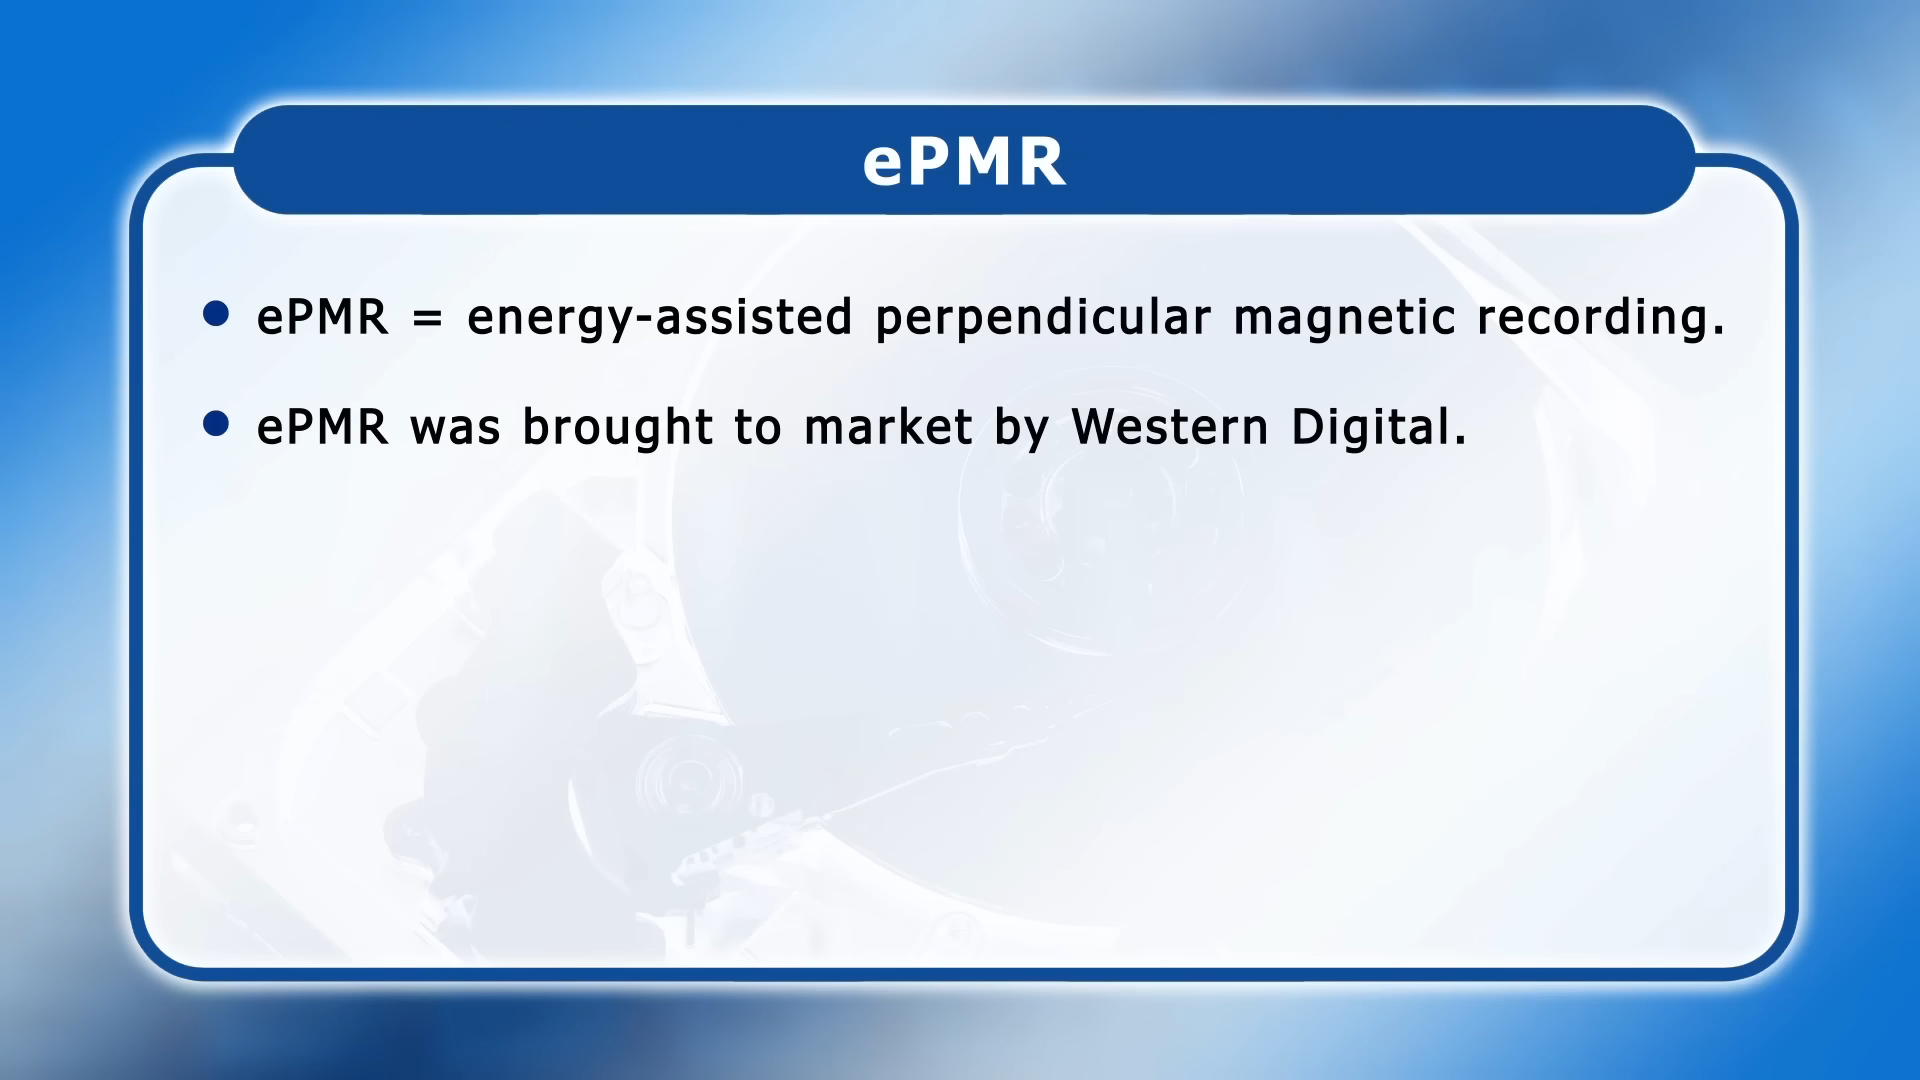 ePMR
ePMR = energy-assisted perpendicular magnetic recording.
ePMR was brought to market by Western Digital.